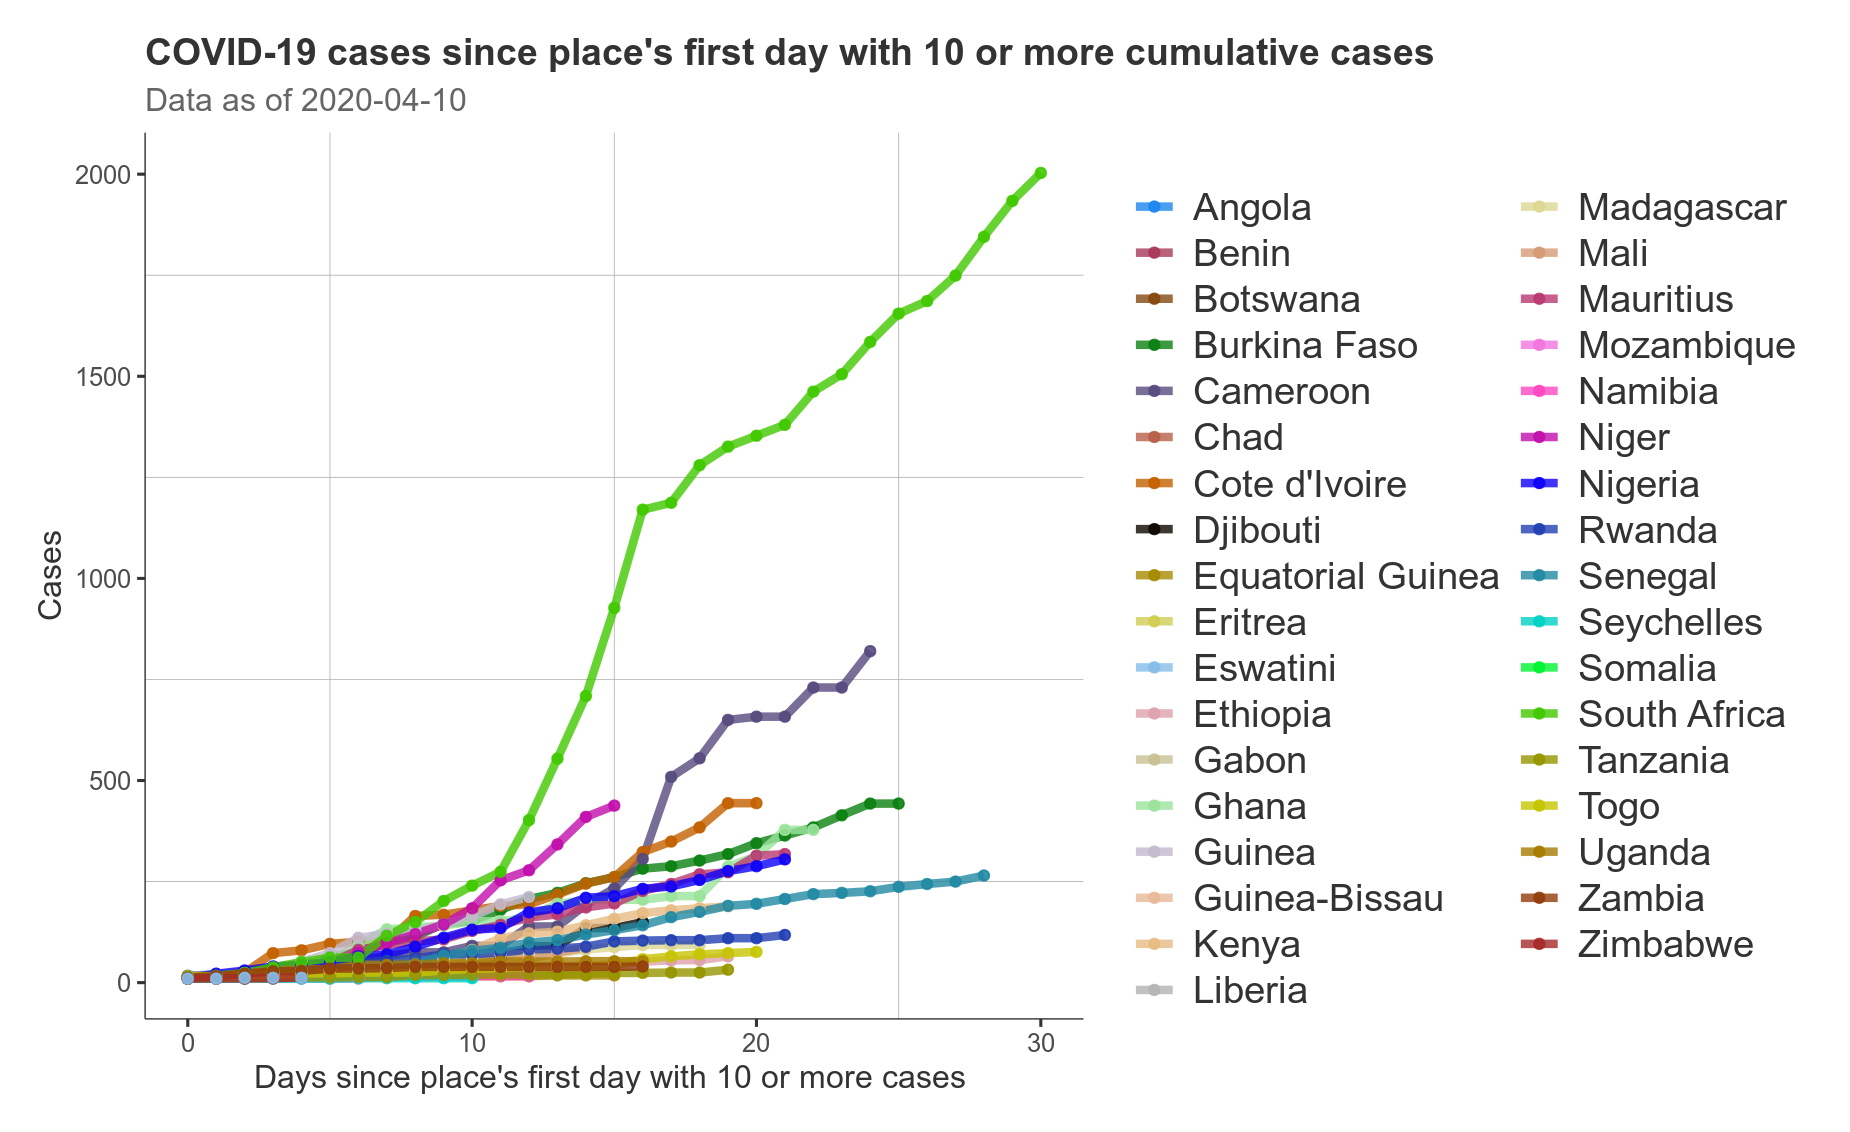 COVID-19 cases since place's first day with 10 or more cumulative cases
Data as of 2020-04-10
2000
1500
1000
500
0
Cases
0 10 20 30
Days since place's first day with 10 or more cases
Angola
Benin
Botswana
Burkina Faso
Cameroon
Chad
Cote d'Ivoire
Djibouti
Equatorial Guinea
Eritrea
Eswatini
Ethiopia
Gabon
Ghana
Guinea
Guinea-Bissau
Kenya
Liberia
Madagascar
Mali
Mauritius
Mozambique
Namibia
Niger
Nigeria
Rwanda
Senegal
Seychelles
Somalia
South Africa
Tanzania
Togo
Uganda
Zambia
Zimbabwe